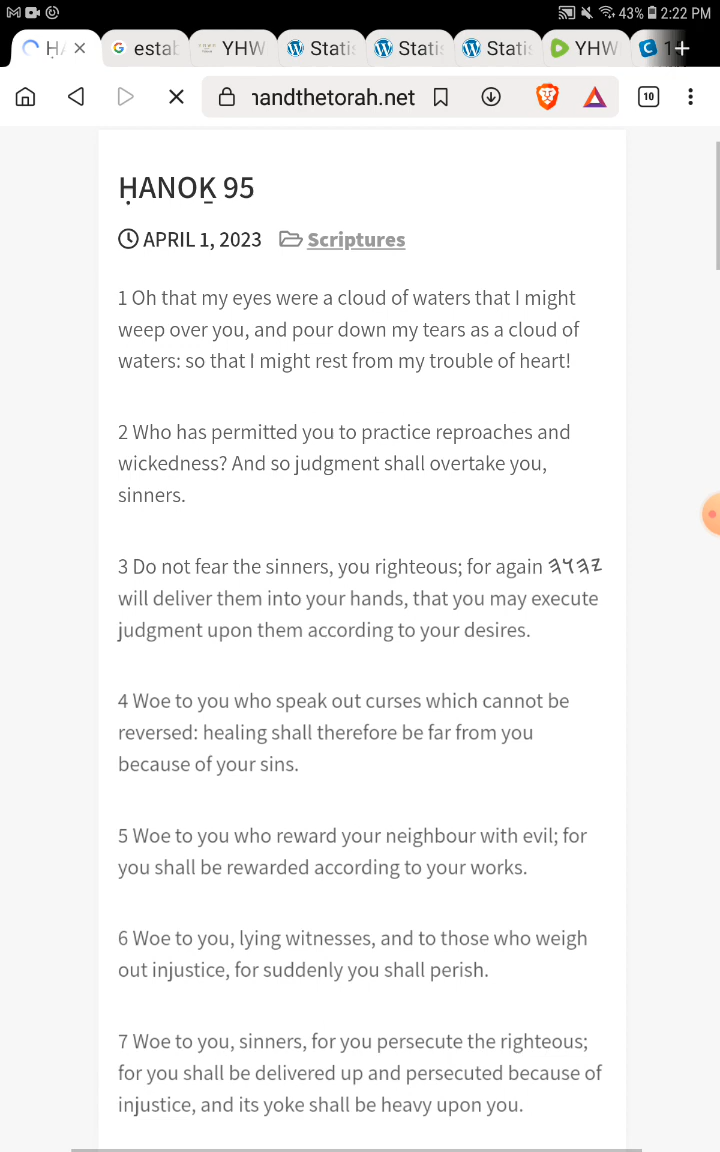 43% 2:22 PM
Ḥ estab YHW Statis Statis Statis YHW 1
handthetorah.net 10
ḤANOḴ 95
APRIL 1, 2023 Scriptures
1 Oh that my eyes were a cloud of waters that I might
weep over you, and pour down my tears as a cloud of
waters: so that I might rest from my trouble of heart!
2 Who has permitted you to practice reproaches and
wickedness? And so judgment shall overtake you,
sinners.
3 Do not fear the sinners, you righteous; for again 𐤉𐤄𐤅𐤄
will deliver them into your hands, that you may execute
judgment upon them according to your desires.
4 Woe to you who speak out curses which cannot be
reversed: healing shall therefore be far from you
because of your sins.
5 Woe to you who reward your neighbour with evil; for
you shall be rewarded according to your works.
6 Woe to you, lying witnesses, and to those who weigh
out injustice, for suddenly you shall perish.
7 Woe to you, sinners, for you persecute the righteous;
for you shall be delivered up and persecuted because of
injustice, and its yoke shall be heavy upon you.